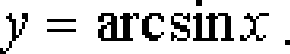 y = arcsin x .